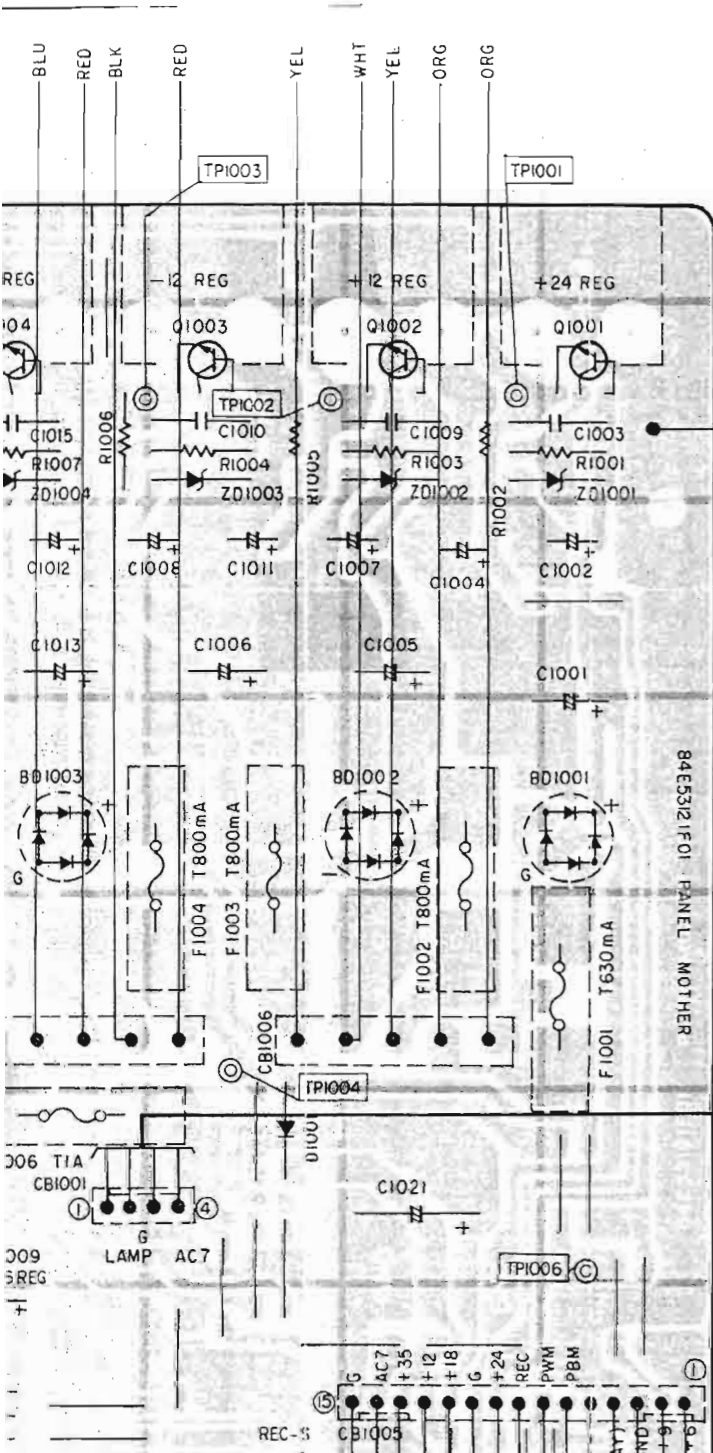 BLU RED BLK RED YEL WHT YEL ORG ORG
TP1003
TP1001
REG
-12 REG
+12 REG
+24 REG
Q1003
Q1002
Q1001
TP1002
C1015
R1006
C1010
R1005
C1009
C1003
R1007
R1004
R1003
R1002
R1001
ZD1004
ZD1003
ZD1002
ZD1001
C1012
C1008
C1011
C1007
C1004
C1002
C1013
C1006
C1005
C1001
84E53121F01 PANEL MOTHER
BD1003
BD1002
BD1001
+
+
+
G
-
G
F1004 T800mA
F1003 T800mA
F1002 T800mA
F1001 T630mA
CB1006
TP1004
T1A
CB1001
① ④
G
LAMP AC7
C1021
+
TP1006
G AC7 +35 +12 +18 G +24 REC PWM PBM
⑮ ①
REC-S CB1005